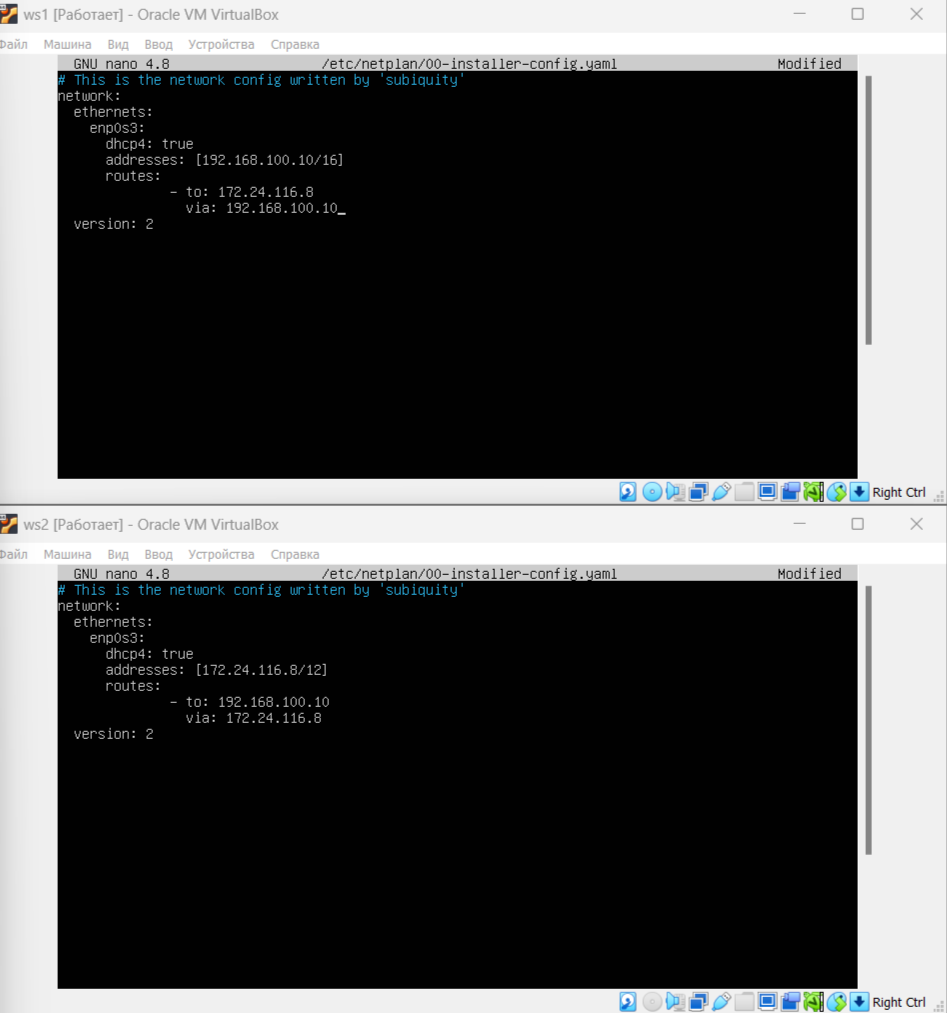 ws1 [Работает] - Oracle VM VirtualBox
Файл Машина Вид Ввод Устройства Справка
GNU nano 4.8 /etc/netplan/00-installer-config.yaml Modified
# This is the network config written by 'subiquity'
network:
ethernets:
enp0s3:
dhcp4: true
addresses: [192.168.100.10/16]
routes:
- to: 172.24.116.8
via: 192.168.100.10_
version: 2
Right Ctrl
ws2 [Работает] - Oracle VM VirtualBox
Файл Машина Вид Ввод Устройства Справка
GNU nano 4.8 /etc/netplan/00-installer-config.yaml Modified
# This is the network config written by 'subiquity'
network:
ethernets:
enp0s3:
dhcp4: true
addresses: [172.24.116.8/12]
routes:
- to: 192.168.100.10
via: 172.24.116.8
version: 2
Right Ctrl